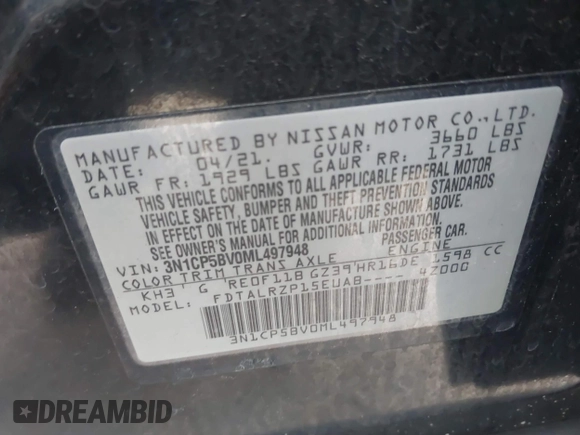 MANUFACTURED BY NISSAN MOTOR CO., LTD.
DATE: 04/21. GVWR: 3660 LBS
GAWR FR: 1929 LBS GAWR RR: 1731 LBS
THIS VEHICLE CONFORMS TO ALL APPLICABLE FEDERAL MOTOR
VEHICLE SAFETY, BUMPER AND THEFT PREVENTION STANDARDS
IN EFFECT ON THE DATE OF MANUFACTURE SHOWN ABOVE.
SEE OWNER'S MANUAL FOR ADDITIONAL INFORMATION.
VIN: 3N1CP5BV0ML497948 PASSENGER CAR.
COLOR TRIM TRANS AXLE ENGINE
KH3 G RE0F11B GZ39 HR16DE 1598 CC
MODEL: FDTALRZP15EUAB---- 4Z000
3N1CP5BV0ML497948
DREAMBID